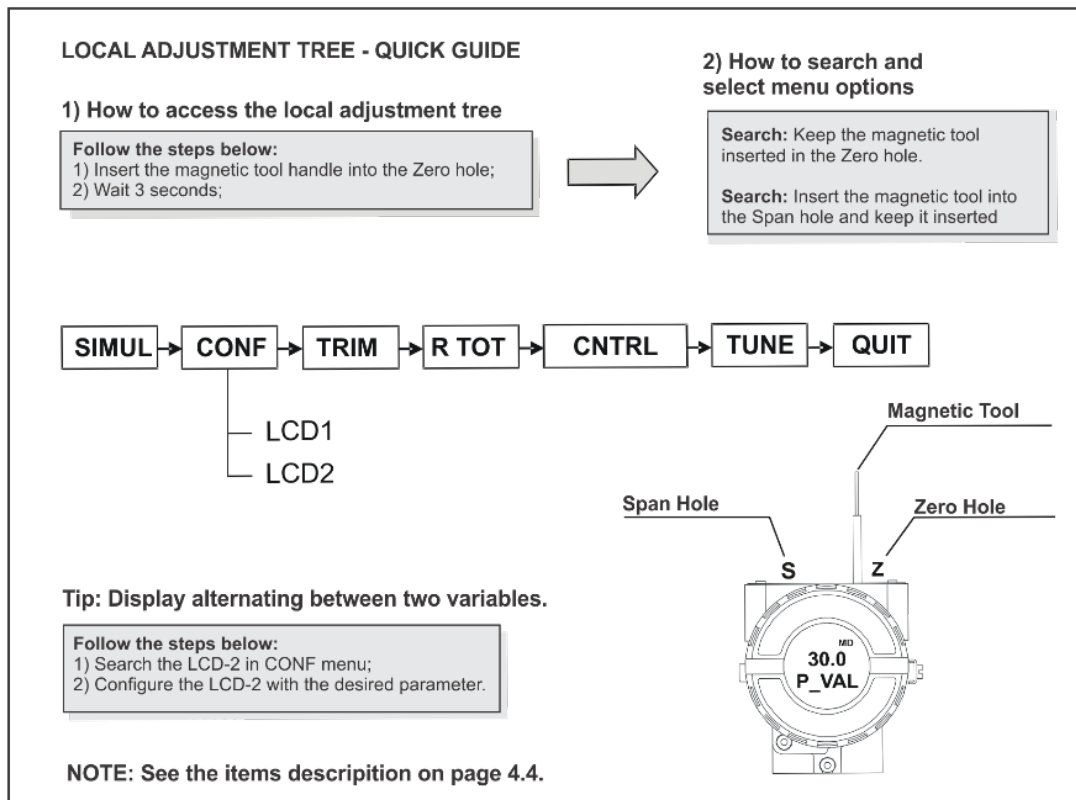 LOCAL ADJUSTMENT TREE - QUICK GUIDE
1) How to access the local adjustment tree
Follow the steps below:
1) Insert the magnetic tool handle into the Zero hole;
2) Wait 3 seconds;
2) How to search and
select menu options
Search: Keep the magnetic tool
inserted in the Zero hole.
Search: Insert the magnetic tool into
the Span hole and keep it inserted
SIMUL CONF TRIM R TOT CNTRL TUNE QUIT
LCD1
LCD2
Magnetic Tool
Span Hole
Zero Hole
S Z
MD
30.0
P_VAL
Tip: Display alternating between two variables.
Follow the steps below:
1) Search the LCD-2 in CONF menu;
2) Configure the LCD-2 with the desired parameter.
NOTE: See the items descripition on page 4.4.